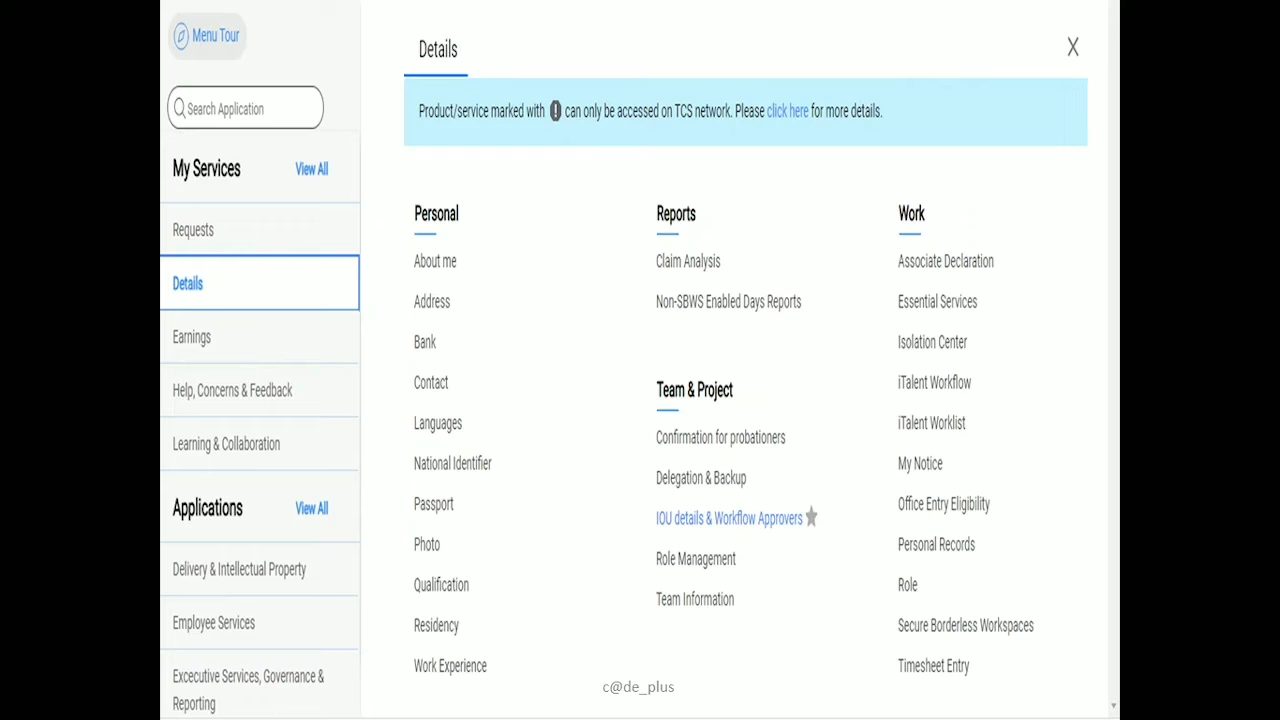 Menu Tour
Search Application
My Services View All
Requests
Details
Earnings
Help, Concerns & Feedback
Learning & Collaboration
Applications View All
Delivery & Intellectual Property
Employee Services
Excecutive Services, Governance &
Reporting
Details
X
Product/service marked with ! can only be accessed on TCS network. Please click here for more details.
Personal
About me
Address
Bank
Contact
Languages
National Identifier
Passport
Photo
Qualification
Residency
Work Experience
Reports
Claim Analysis
Non-SBWS Enabled Days Reports
Team & Project
Confirmation for probationers
Delegation & Backup
IOU details & Workflow Approvers
Role Management
Team Information
Work
Associate Declaration
Essential Services
Isolation Center
iTalent Workflow
iTalent Worklist
My Notice
Office Entry Eligibility
Personal Records
Role
Secure Borderless Workspaces
Timesheet Entry
c@de_plus